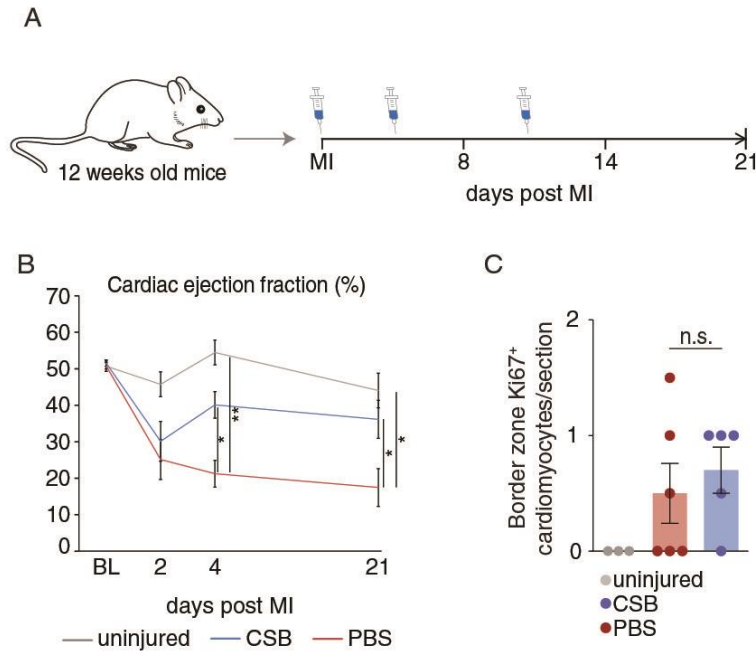 A
12 weeks old mice
MI
8
14
21
days post MI
B
Cardiac ejection fraction (%)
70
60
50
40
30
20
10
0
BL
2
4
21
*
**
*
*
days post MI
uninjured
CSB
PBS
C
Border zone Ki67+
cardiomyocytes/section
2
1
0
n.s.
uninjured
CSB
PBS